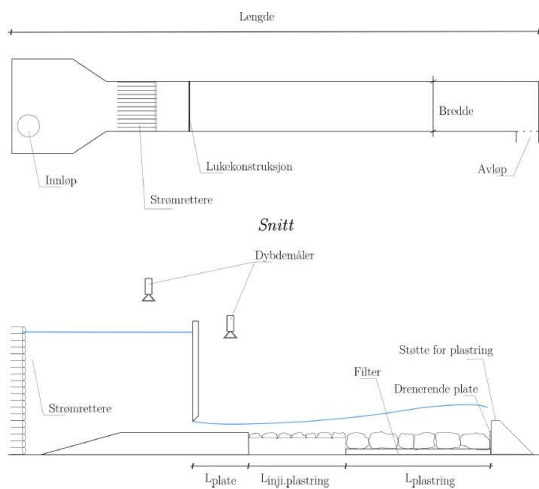 Lengde
Bredde
Lukekonstruksjon
Avløp
Innløp
Strømrettere
Snitt
Dybdemåler
Støtte for plastring
Filter
Drenerende plate
Strømrettere
Lplate
Linji.plastring
Lplastring